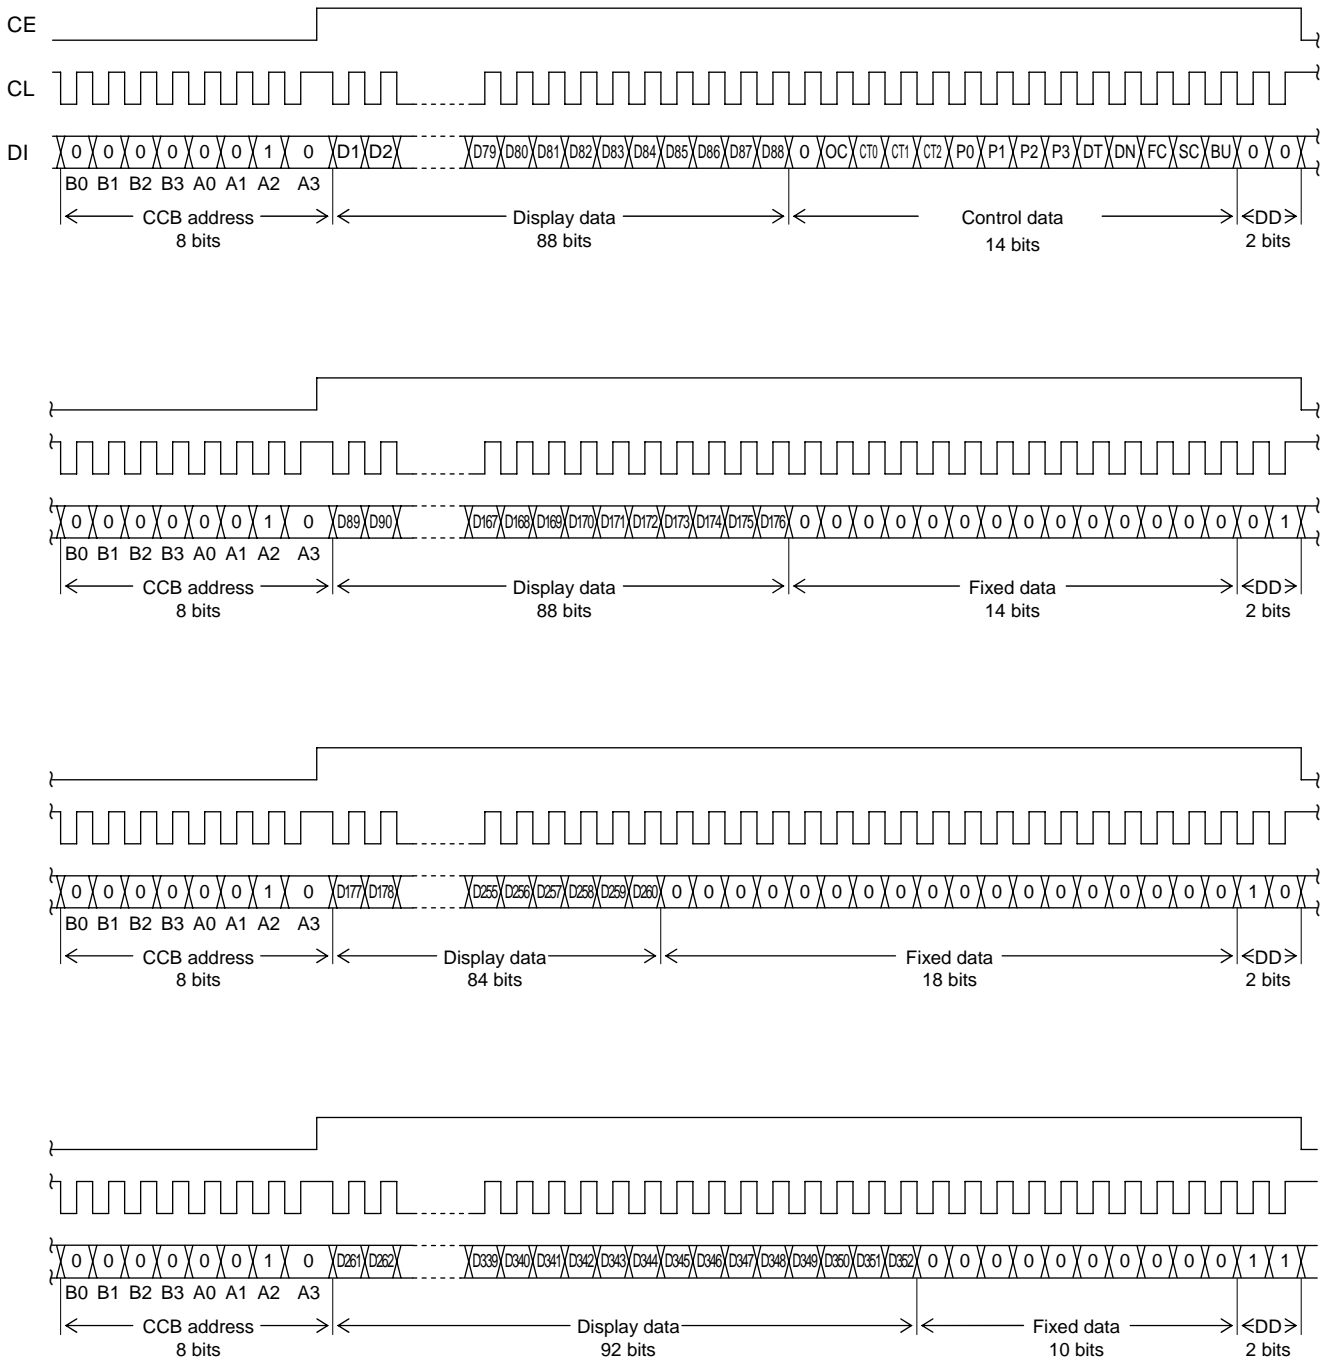 CE
CL
DI 0 0 0 0 0 0 1 0 D1 D2 D79 D80 D81 D82 D83 D84 D85 D86 D87 D88 0 OC CT0 CT1 CT2 P0 P1 P2 P3 DT DN FC SC BU 0 0
B0 B1 B2 B3 A0 A1 A2 A3
CCB address Display data Control data DD
8 bits 88 bits 14 bits 2 bits
0 0 0 0 0 0 1 0 D89 D90 D167 D168 D169 D170 D171 D172 D173 D174 D175 D176 0 0 0 0 0 0 0 0 0 0 0 0 0 0 0 1
B0 B1 B2 B3 A0 A1 A2 A3
CCB address Display data Fixed data DD
8 bits 88 bits 14 bits 2 bits
0 0 0 0 0 0 1 0 D177 D178 D255 D256 D257 D258 D259 D260 0 0 0 0 0 0 0 0 0 0 0 0 0 0 0 0 0 0 1 0
B0 B1 B2 B3 A0 A1 A2 A3
CCB address Display data Fixed data DD
8 bits 84 bits 18 bits 2 bits
0 0 0 0 0 0 1 0 D261 D262 D339 D340 D341 D342 D343 D344 D345 D346 D347 D348 D349 D350 D351 D352 0 0 0 0 0 0 0 0 0 0 1 1
B0 B1 B2 B3 A0 A1 A2 A3
CCB address Display data Fixed data DD
8 bits 92 bits 10 bits 2 bits